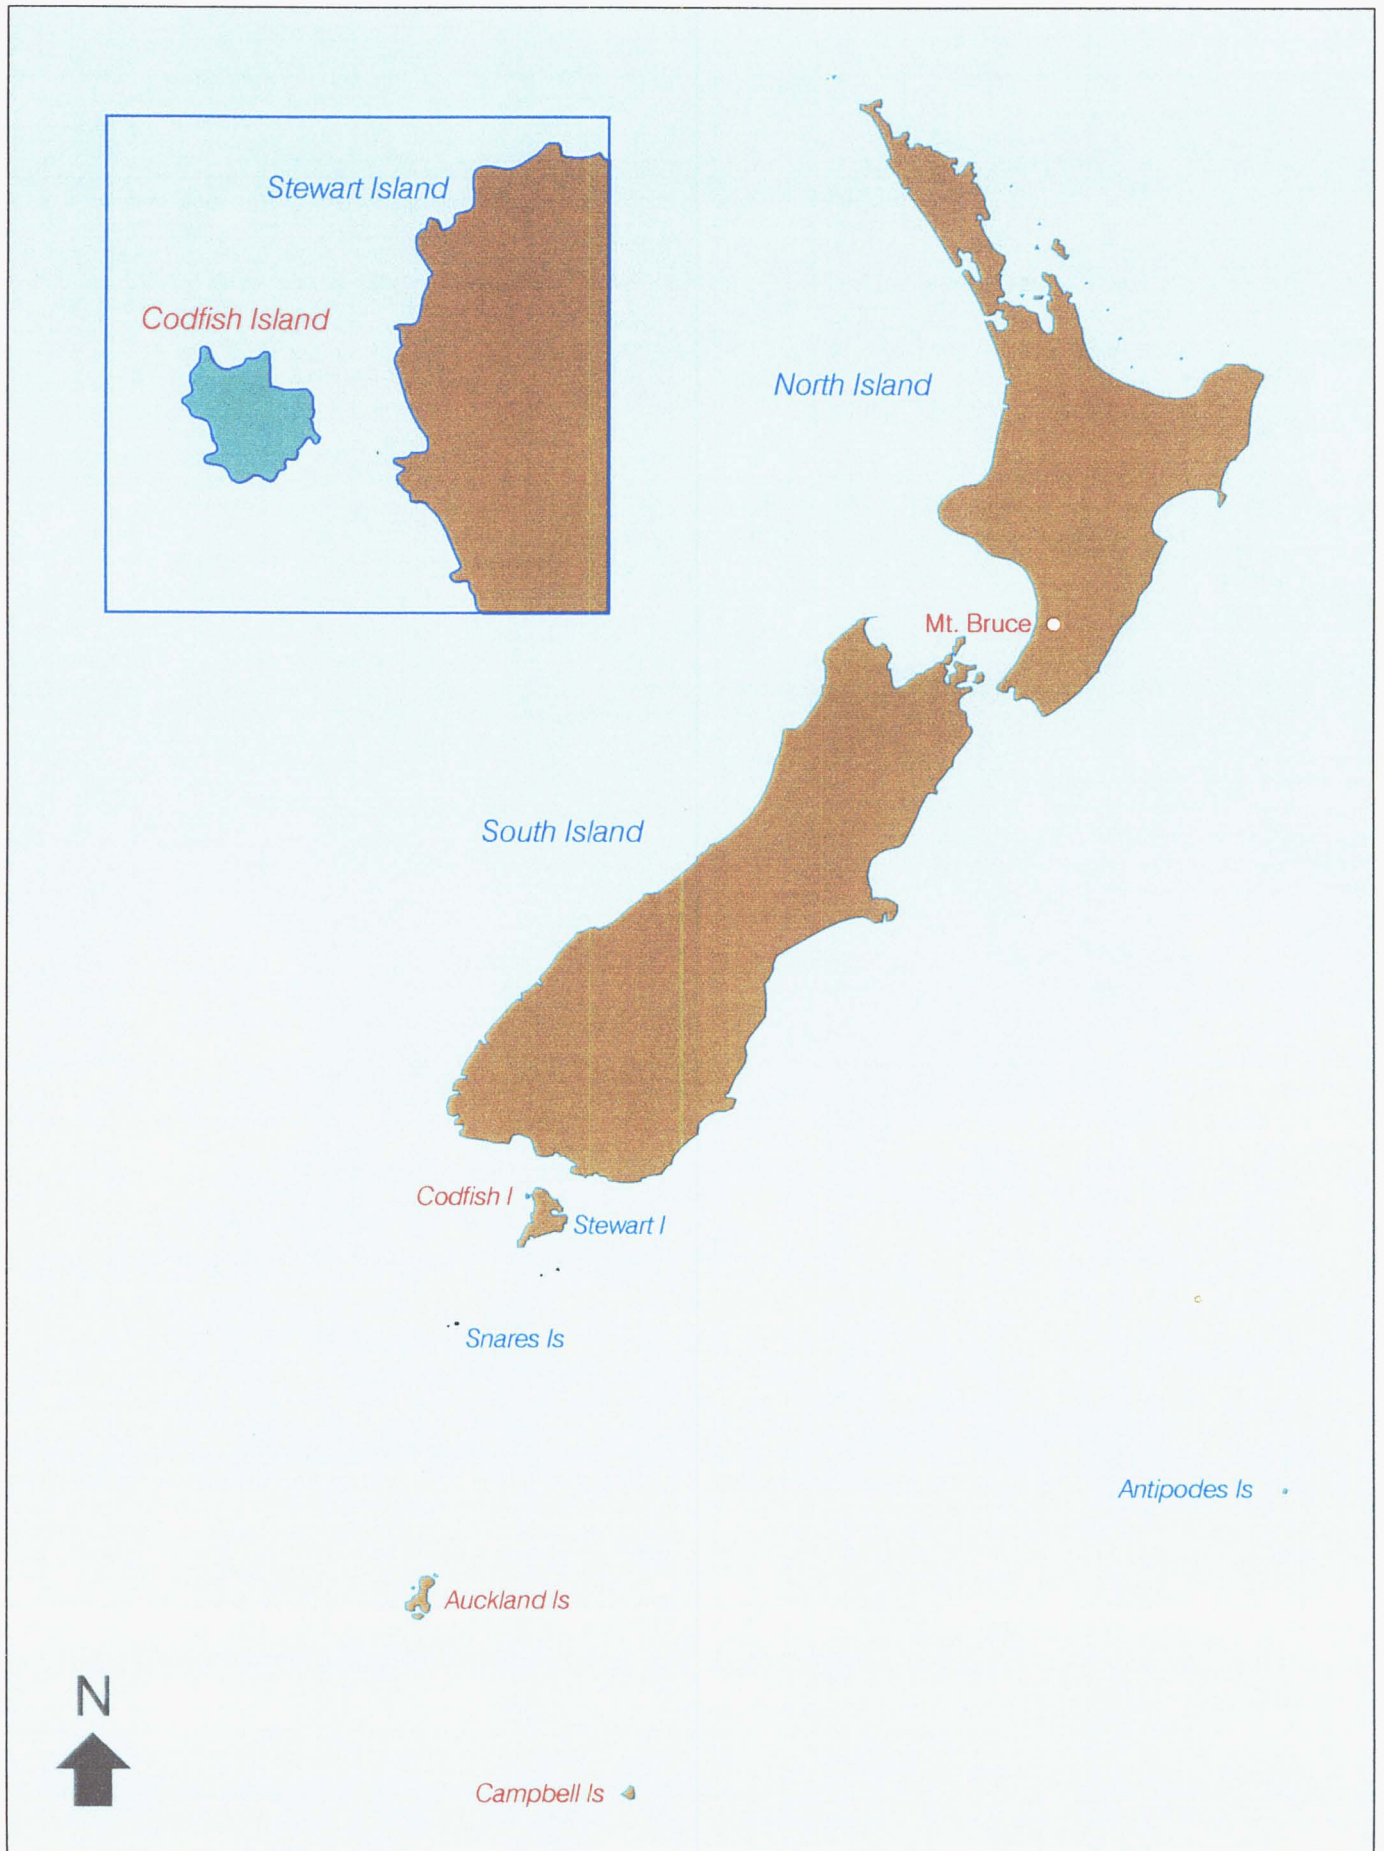 Stewart Island
Codfish Island
North Island
Mt. Bruce
South Island
Codfish I
Stewart I
Snares Is
Antipodes Is
Auckland Is
N
Campbell Is